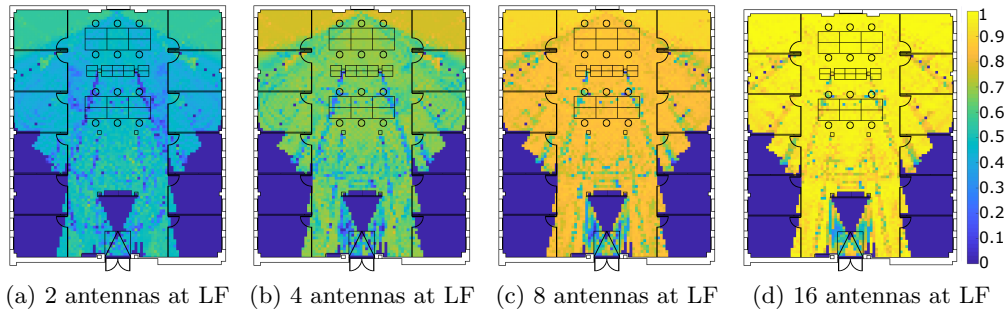 1
0.9
0.8
0.7
0.6
0.5
0.4
0.3
0.2
0.1
0
(a) 2 antennas at LF
(b) 4 antennas at LF
(c) 8 antennas at LF
(d) 16 antennas at LF